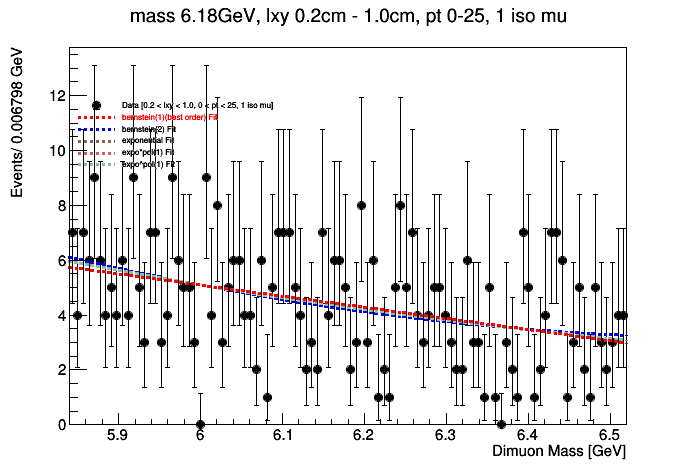 mass 6.18GeV, lxy 0.2cm - 1.0cm, pt 0-25, 1 iso mu
Events/ 0.006798 GeV
12
10
8
6
4
2
0
Data [0.2 < lxy < 1.0, 0 < pt < 25, 1 iso mu]
bernstein(1)(best order) Fit
bernstein(2) Fit
exponential Fit
expo*pol(1) Fit
expo*pol(1) Fit
5.9
6
6.1
6.2
6.3
6.4
6.5
Dimuon Mass [GeV]